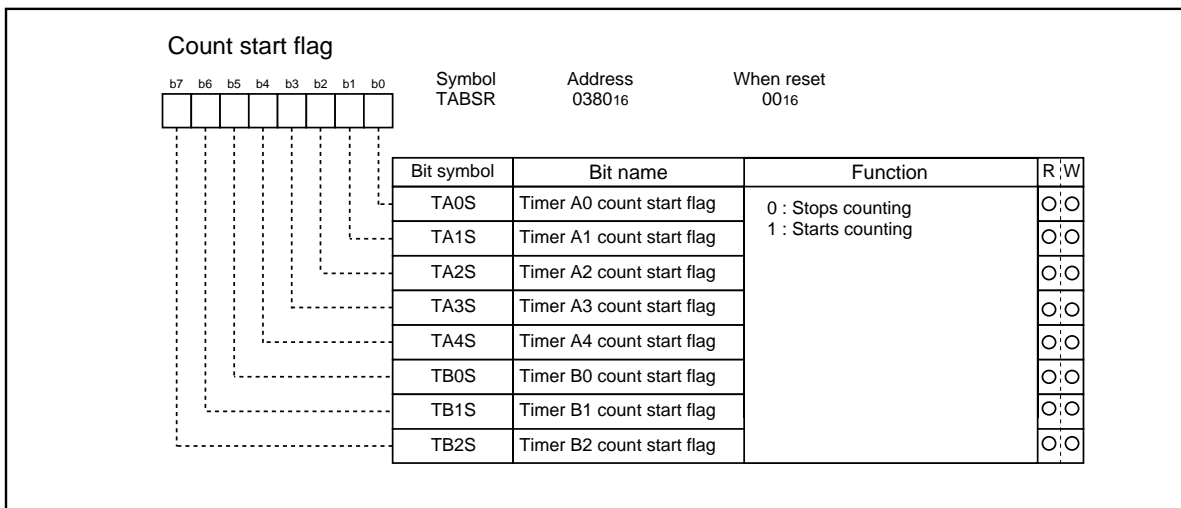 Count start flag
b7 b6 b5 b4 b3 b2 b1 b0
Symbol Address When reset
TABSR 038016 0016
Bit symbol Bit name Function R W
TA0S Timer A0 count start flag 0 : Stops counting
1 : Starts counting
TA1S Timer A1 count start flag
TA2S Timer A2 count start flag
TA3S Timer A3 count start flag
TA4S Timer A4 count start flag
TB0S Timer B0 count start flag
TB1S Timer B1 count start flag
TB2S Timer B2 count start flag